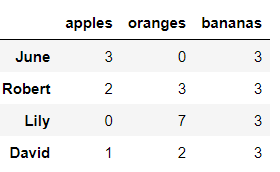 apples oranges bananas
June 3 0 3
Robert 2 3 3
Lily 0 7 3
David 1 2 3